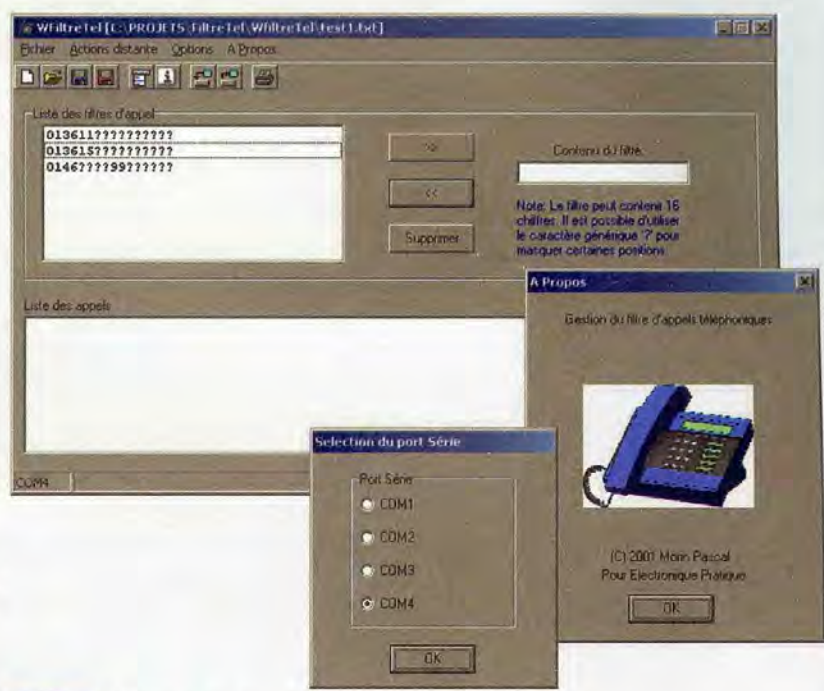 WFiltreTel [C:\PROJETS\FiltreTel\WfiltreTel\test1.txt]
Fichier Actions distante Options A Propos
Liste des filtres d'appel
013611??????????
013615??????????
0146????99??????
>>
<<
Supprimer
Contenu du filtre
Note: Le filtre peut contenir 16
chiffres. Il est possible d'utiliser
le caractère générique '?' pour
masquer certaines positions
Liste des appels
COM4
A Propos
Gestion du filtre d'appels téléphoniques
(C) 2001 Morin Pascal
Pour Electronique Pratique
OK
Selection du port Série
Port Série
COM1
COM2
COM3
COM4
OK